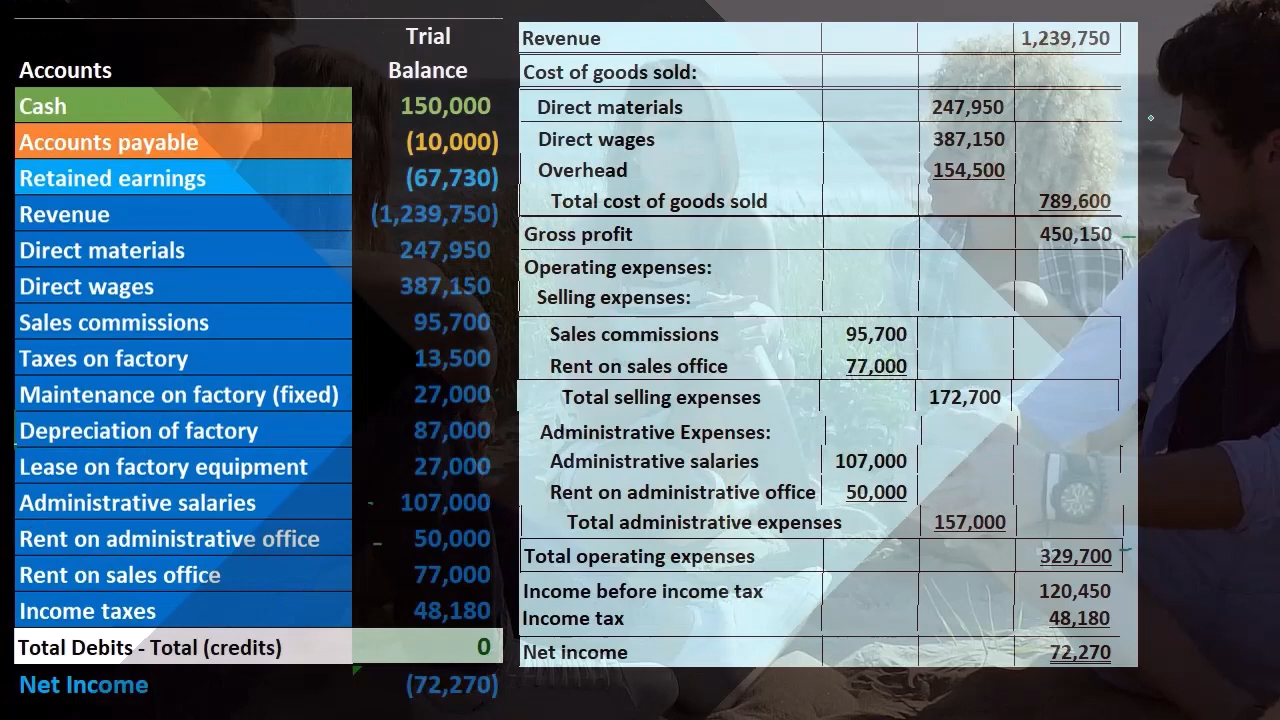 Trial
Accounts Balance
Cash 150,000
Accounts payable (10,000)
Retained earnings (67,730)
Revenue (1,239,750)
Direct materials 247,950
Direct wages 387,150
Sales commissions 95,700
Taxes on factory 13,500
Maintenance on factory (fixed) 27,000
Depreciation of factory 87,000
Lease on factory equipment 27,000
Administrative salaries 107,000
Rent on administrative office 50,000
Rent on sales office 77,000
Income taxes 48,180
Total Debits - Total (credits) 0
Net Income (72,270)
Revenue 1,239,750
Cost of goods sold:
Direct materials 247,950
Direct wages 387,150
Overhead 154,500
Total cost of goods sold 789,600
Gross profit 450,150
Operating expenses:
Selling expenses:
Sales commissions 95,700
Rent on sales office 77,000
Total selling expenses 172,700
Administrative Expenses:
Administrative salaries 107,000
Rent on administrative office 50,000
Total administrative expenses 157,000
Total operating expenses 329,700
Income before income tax 120,450
Income tax 48,180
Net income 72,270